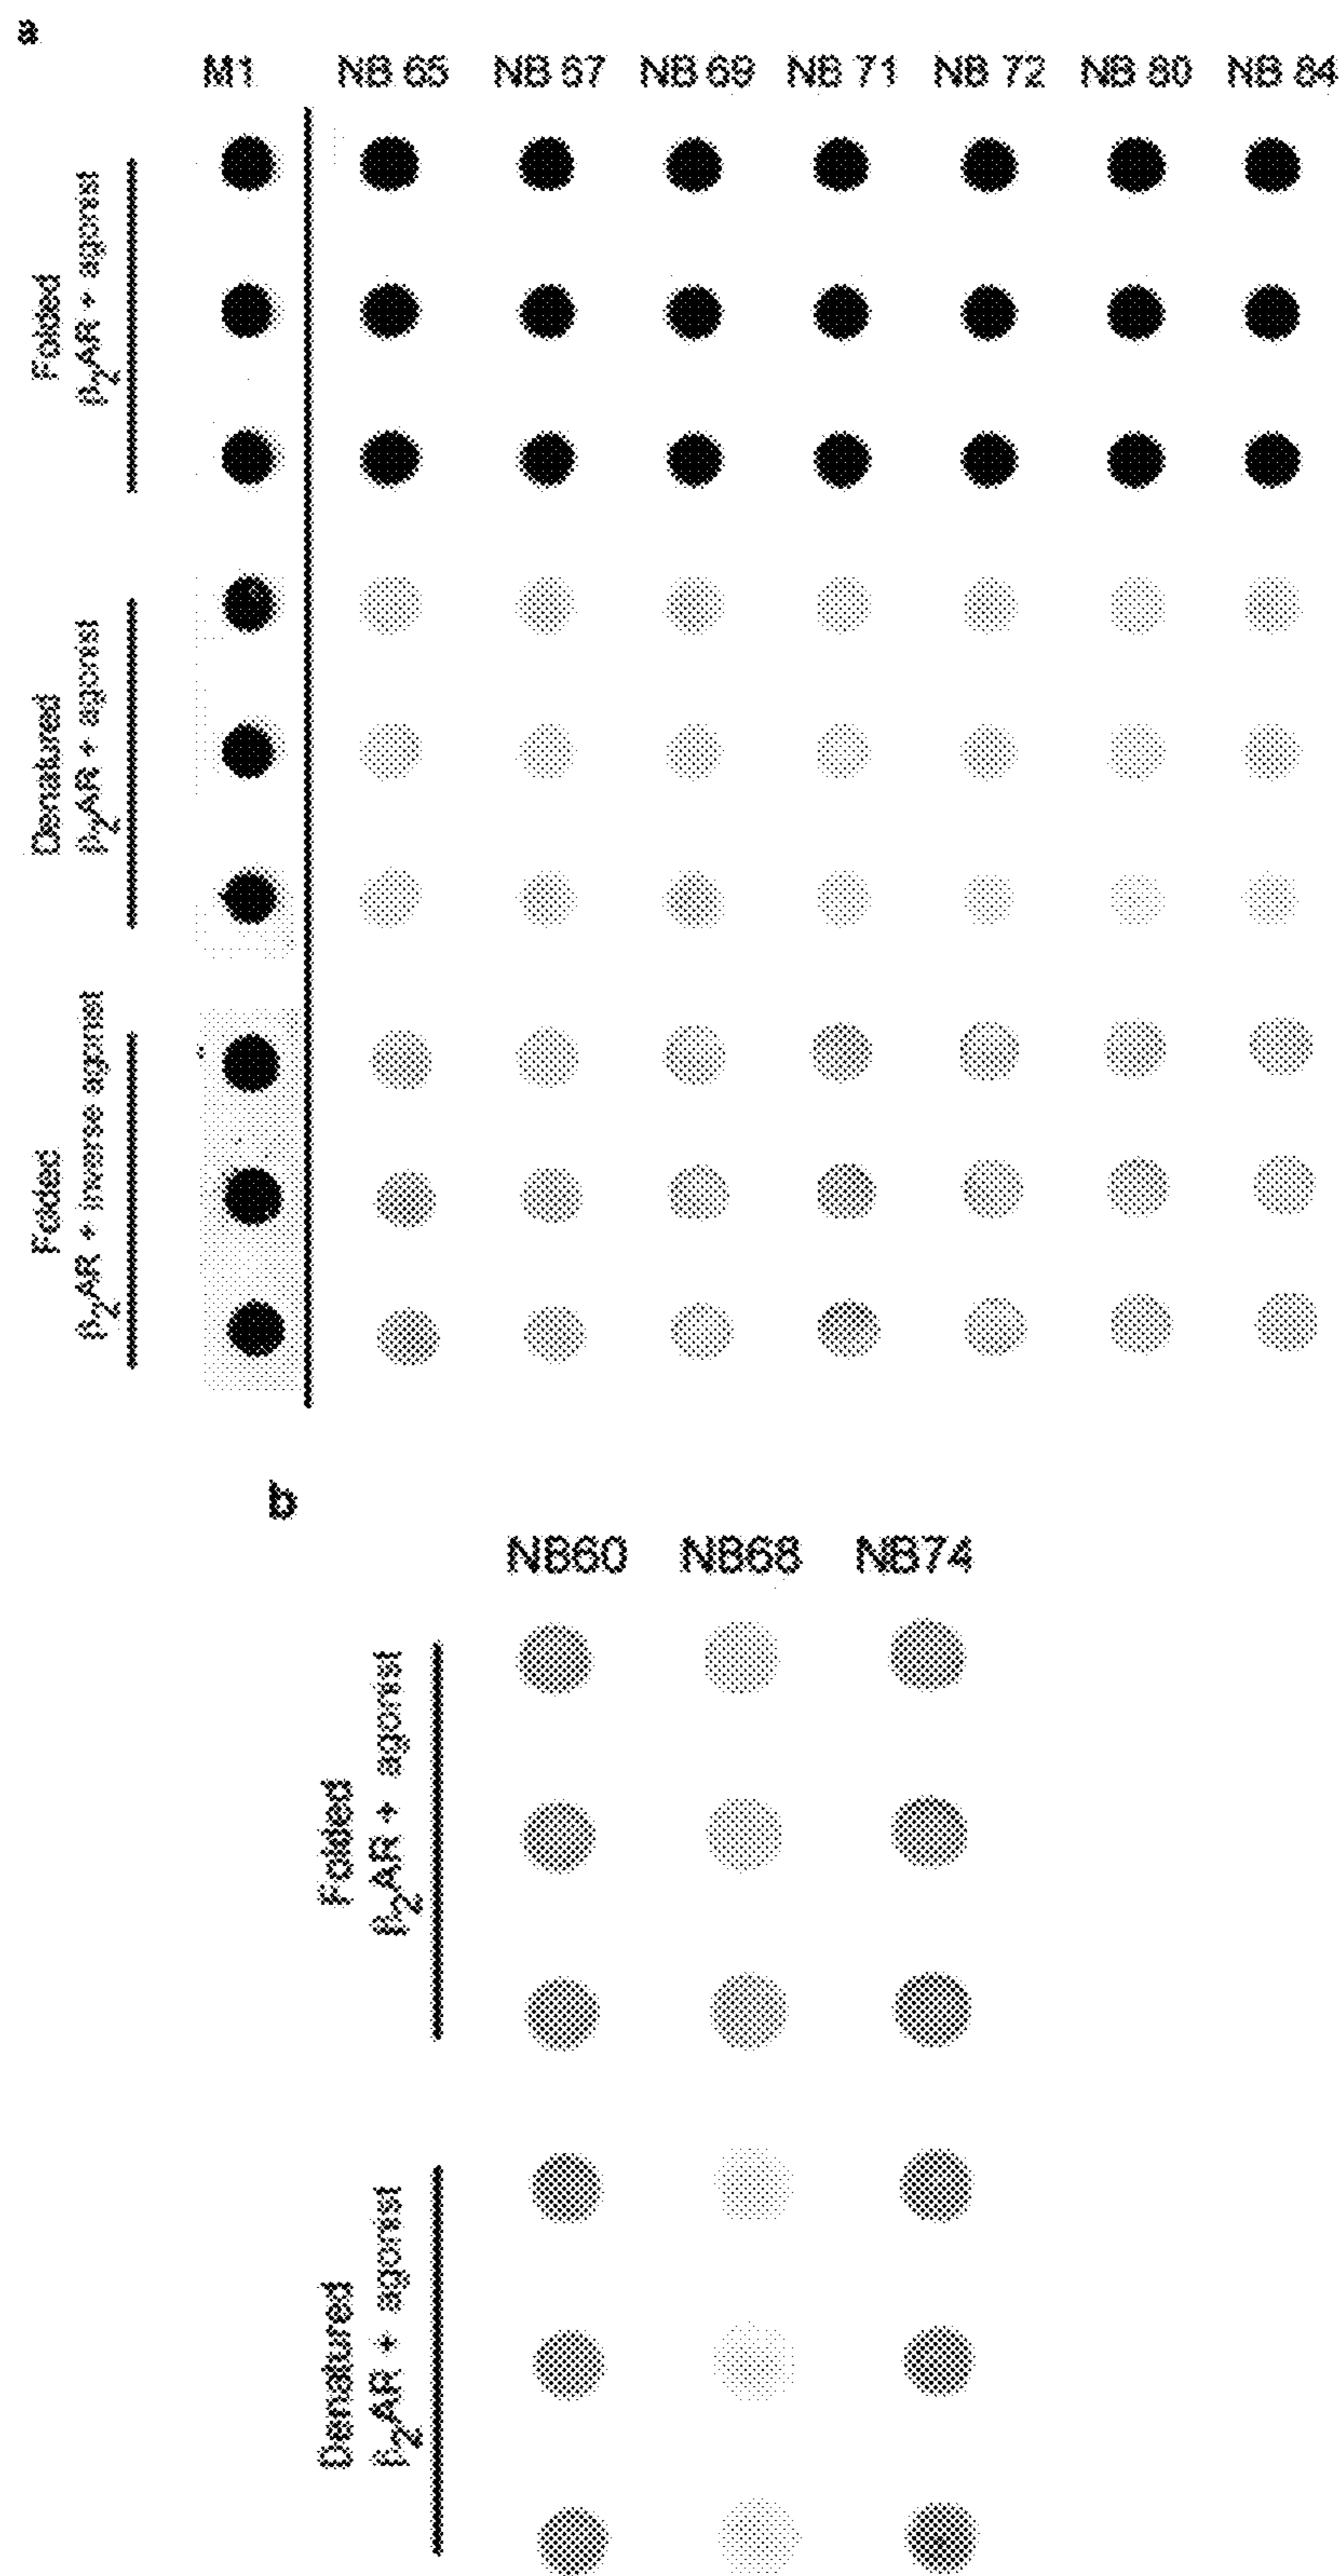 a
M1 NB 65 NB 67 NB 69 NB 71 NB 72 NB 80 NB 84
Folded
β2AR + agonist
Denatured
β2AR + agonist
Folded
β2AR + inverse agonist
b
NB60 NB68 NB74
Folded
β2AR + agonist
Denatured
β2AR + agonist